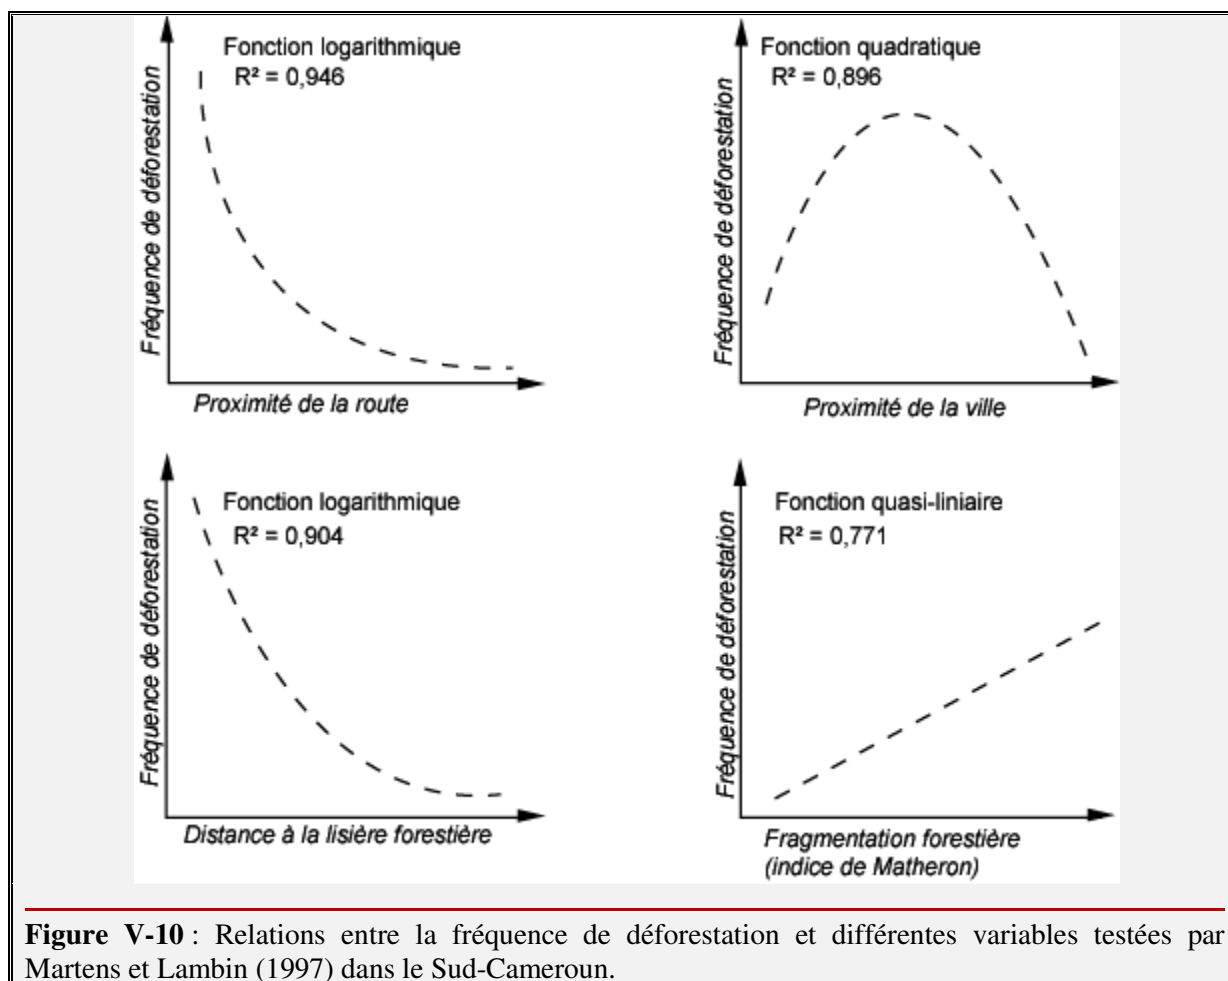 Fonction logarithmique
R² = 0,946
Fréquence de déforestation
Proximité de la route
Fonction quadratique
R² = 0,896
Fréquence de déforestation
Proximité de la ville
Fonction logarithmique
R² = 0,904
Fréquence de déforestation
Distance à la lisière forestière
Fonction quasi-liniaire
R² = 0,771
Fréquence de déforestation
Fragmentation forestière
(indice de Matheron)
Figure V-10 : Relations entre la fréquence de déforestation et différentes variables testées par
Martens et Lambin (1997) dans le Sud-Cameroun.